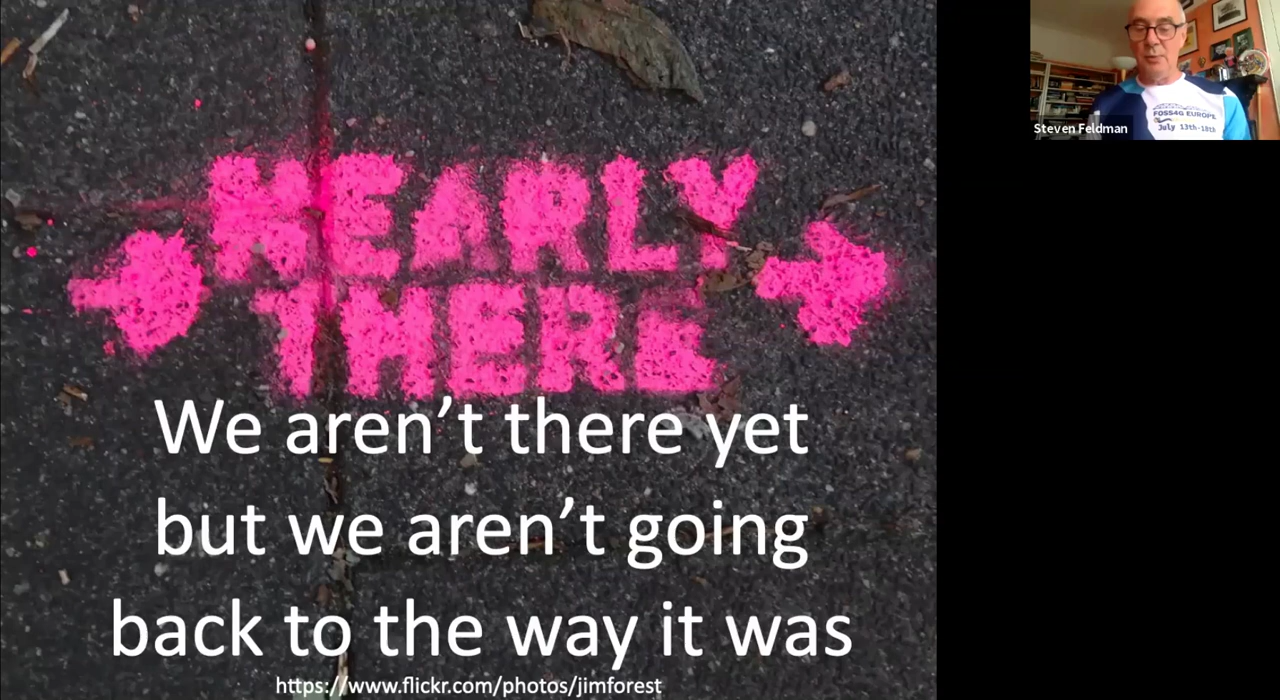 NEARLY
THERE
We aren’t there yet
but we aren’t going
back to the way it was
https://www.flickr.com/photos/jimforest
Steven Feldman
FOSS4G EUROPE
July 13th-18th